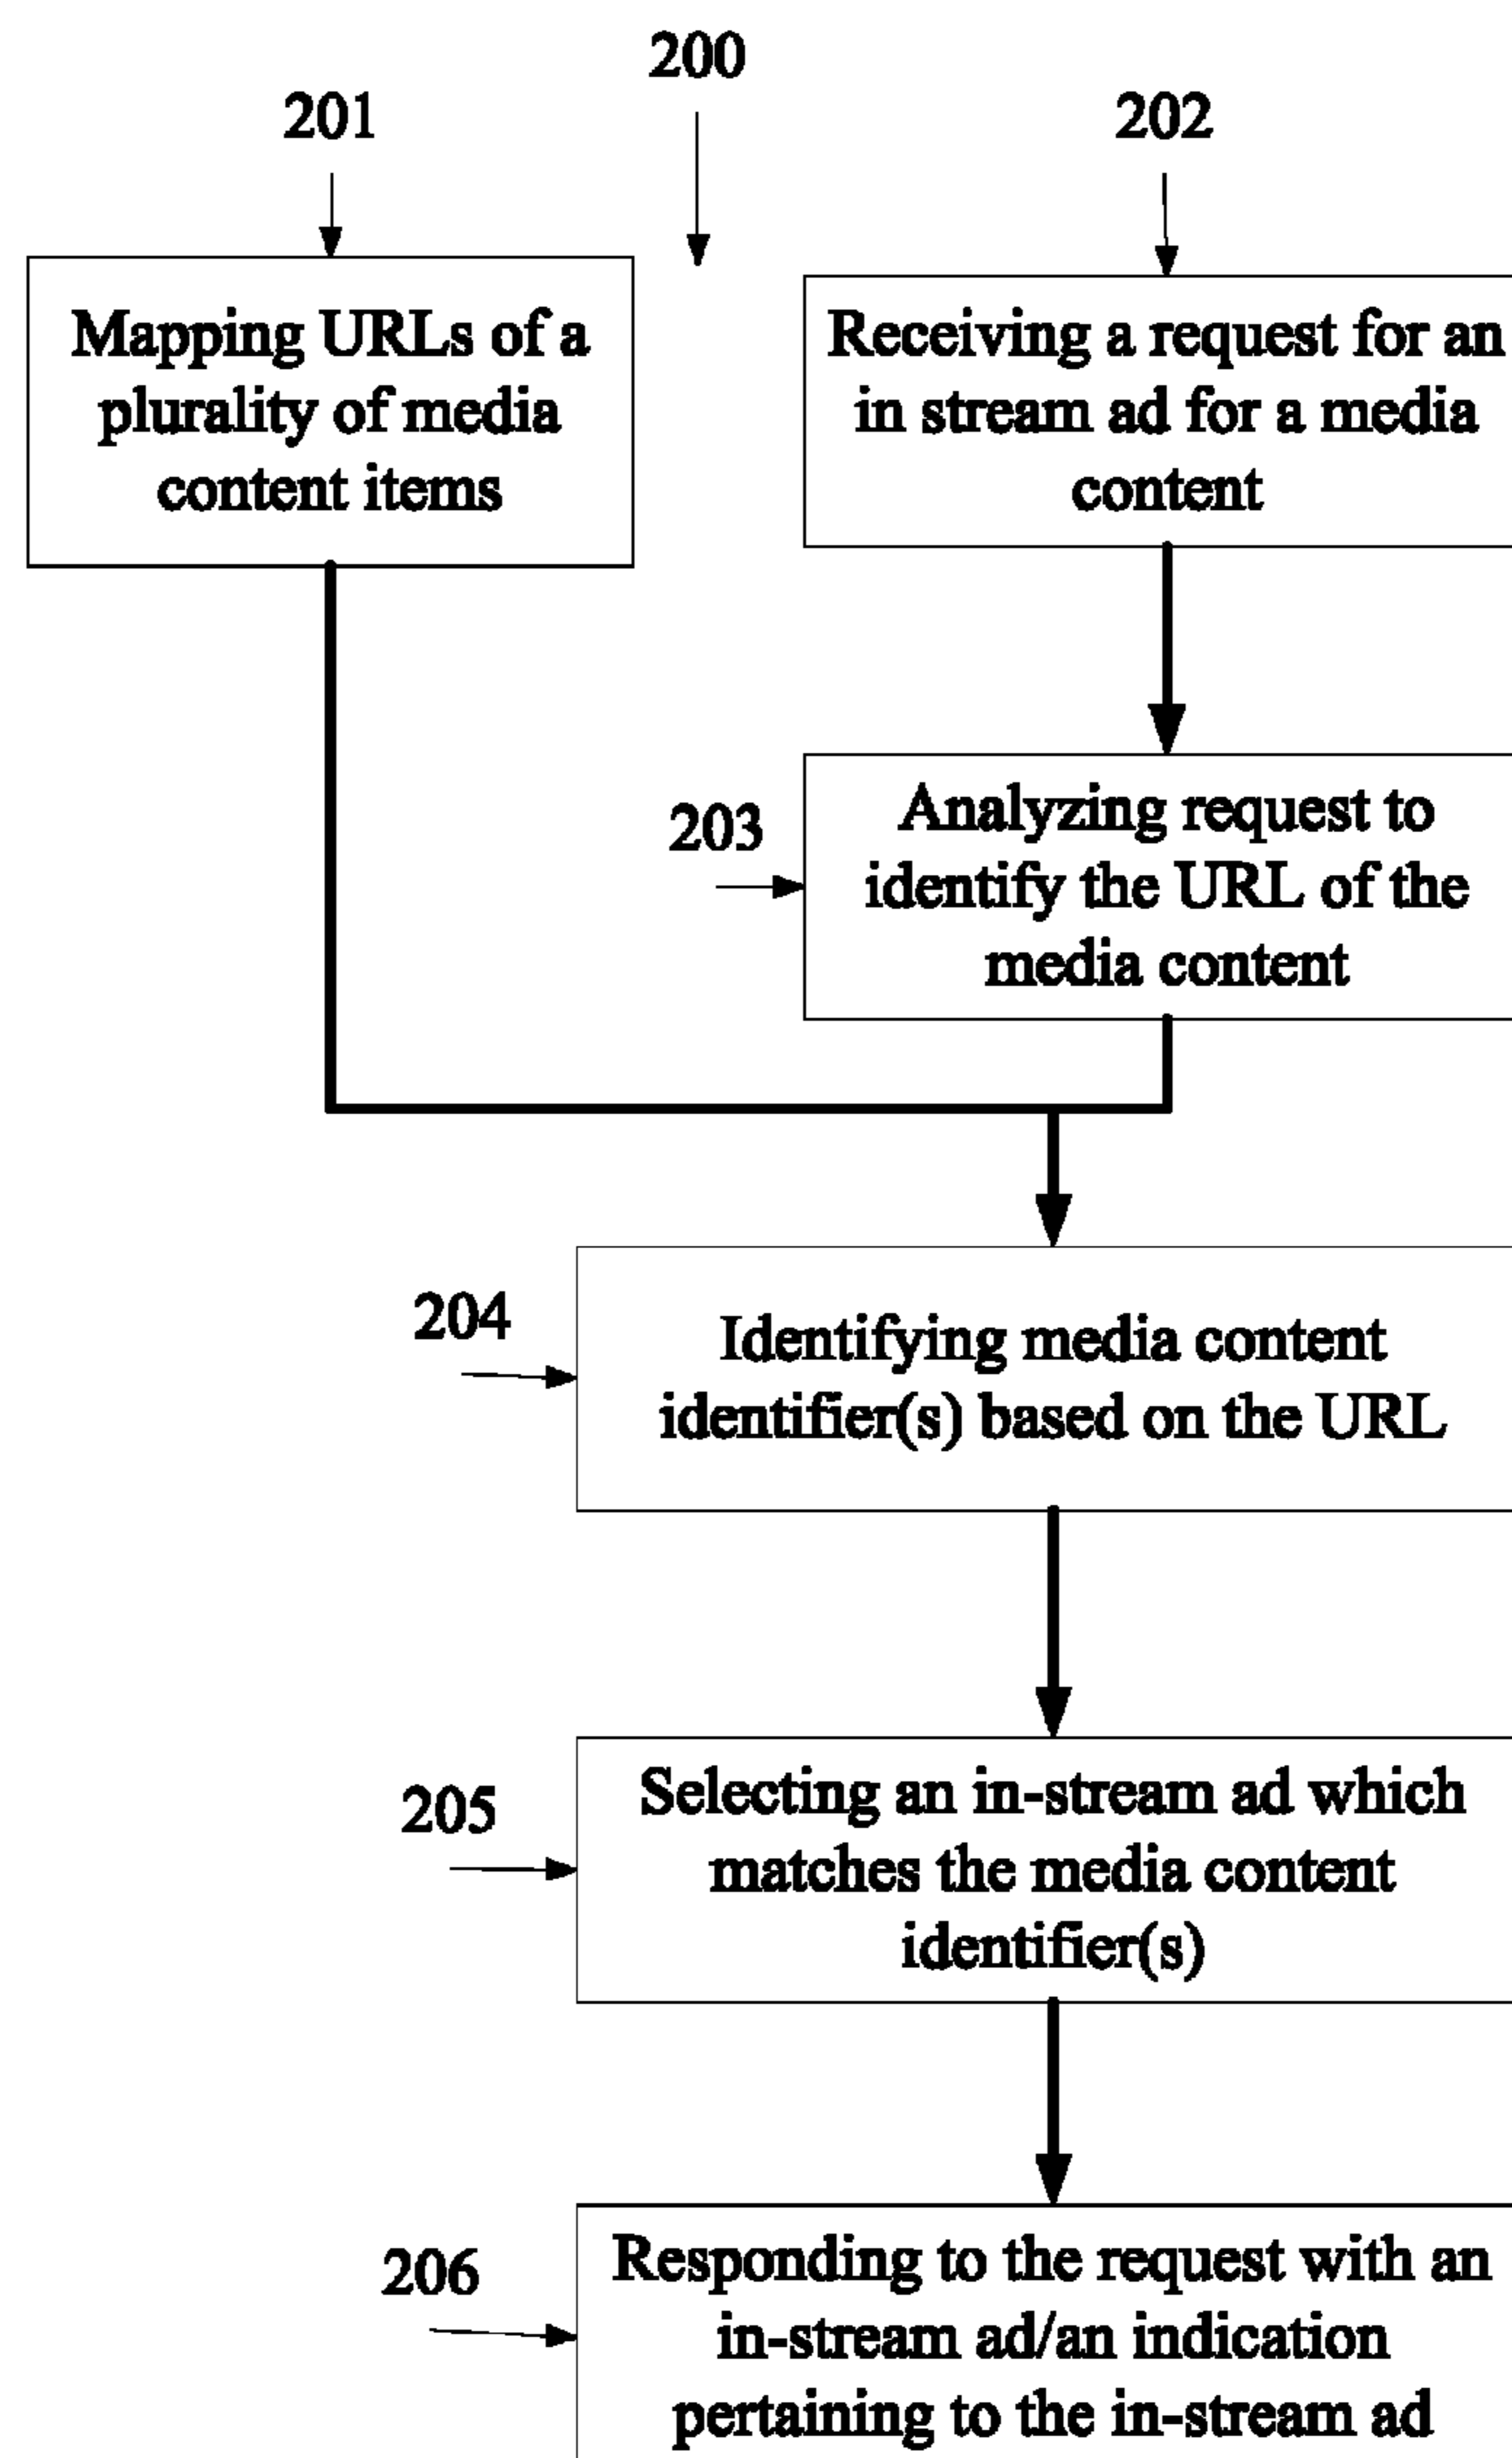 200
201
202
Mapping URLs of a
plurality of media
content items
Receiving a request for an
in stream ad for a media
content
203
Analyzing request to
identify the URL of the
media content
204
Identifying media content
identifier(s) based on the URL
205
Selecting an in-stream ad which
matches the media content
identifier(s)
206
Responding to the request with an
in-stream ad/an indication
pertaining to the in-stream ad